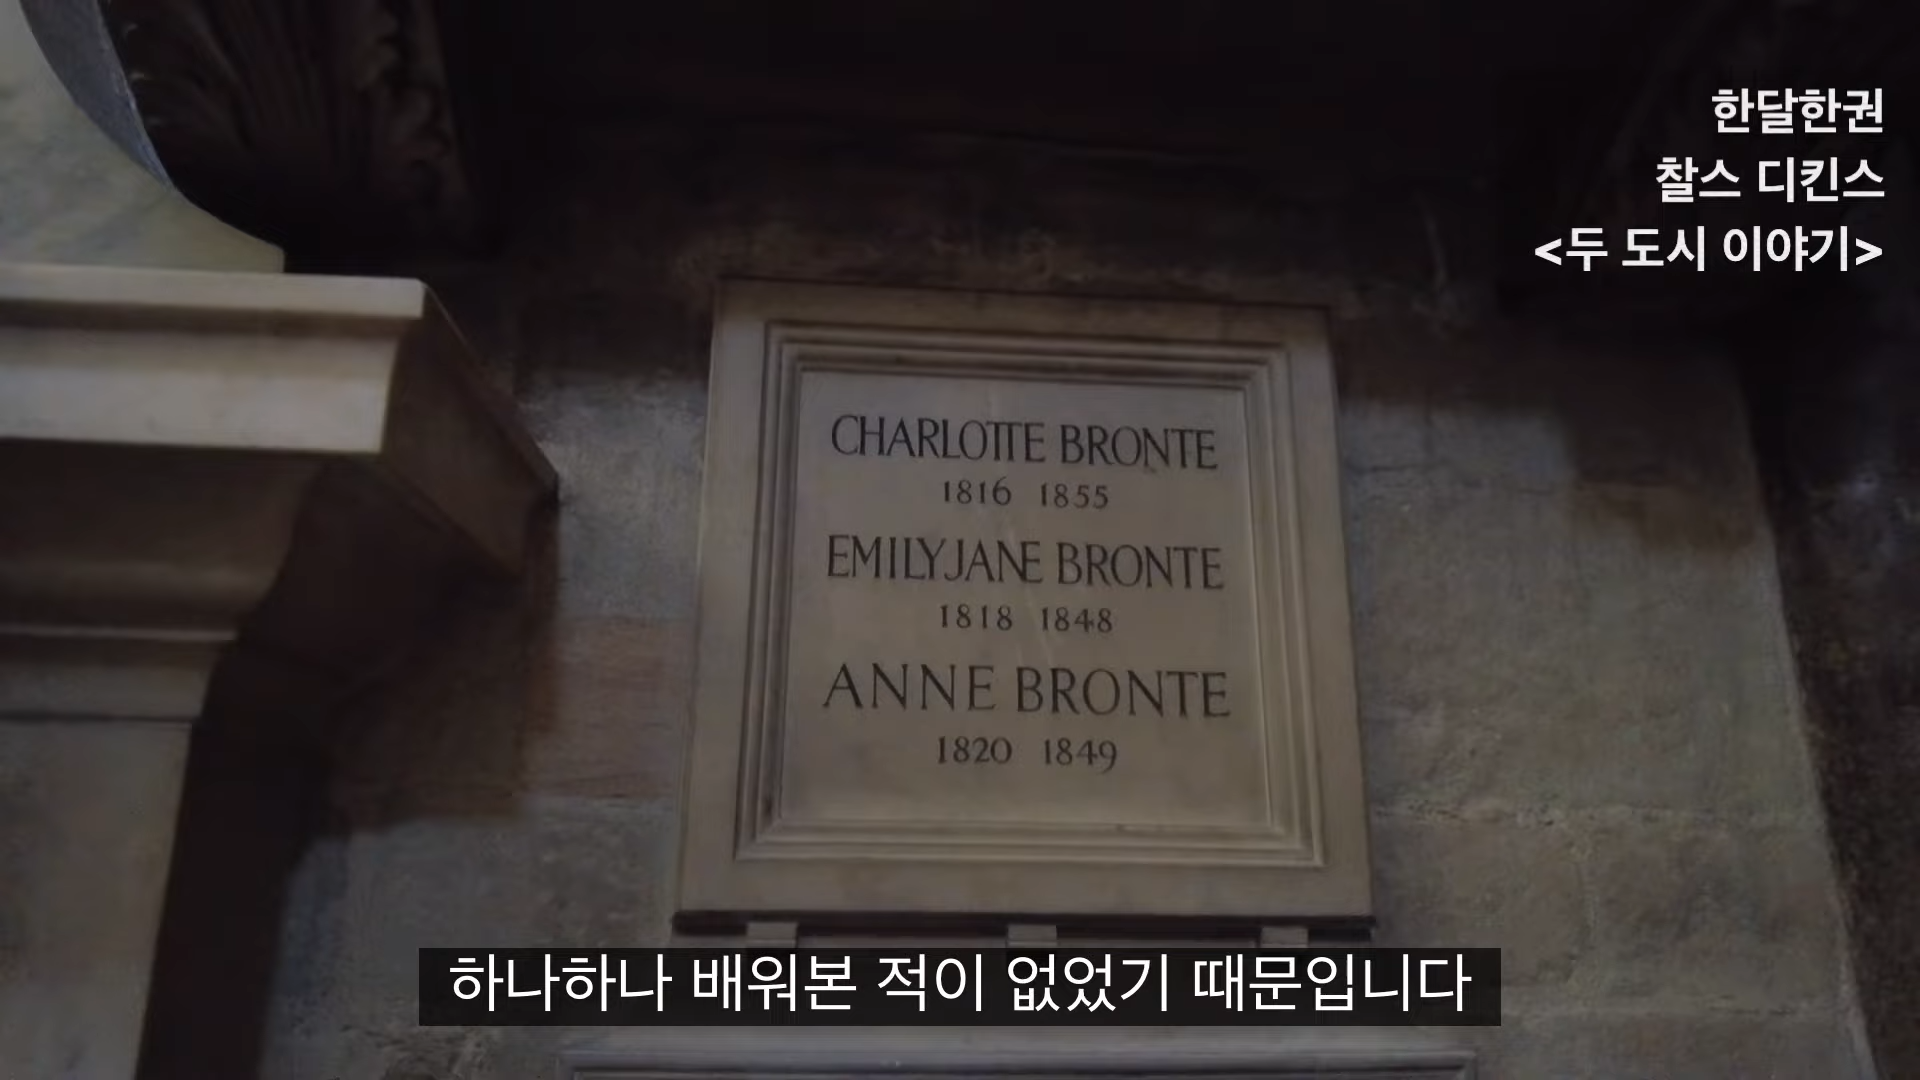 한달한권
찰스 디킨스
<두 도시 이야기>
CHARLOTTE BRONTE
1816 1855
EMILY JANE BRONTE
1818 1848
ANNE BRONTE
1820 1849
하나하나 배워본 적이 없었기 때문입니다